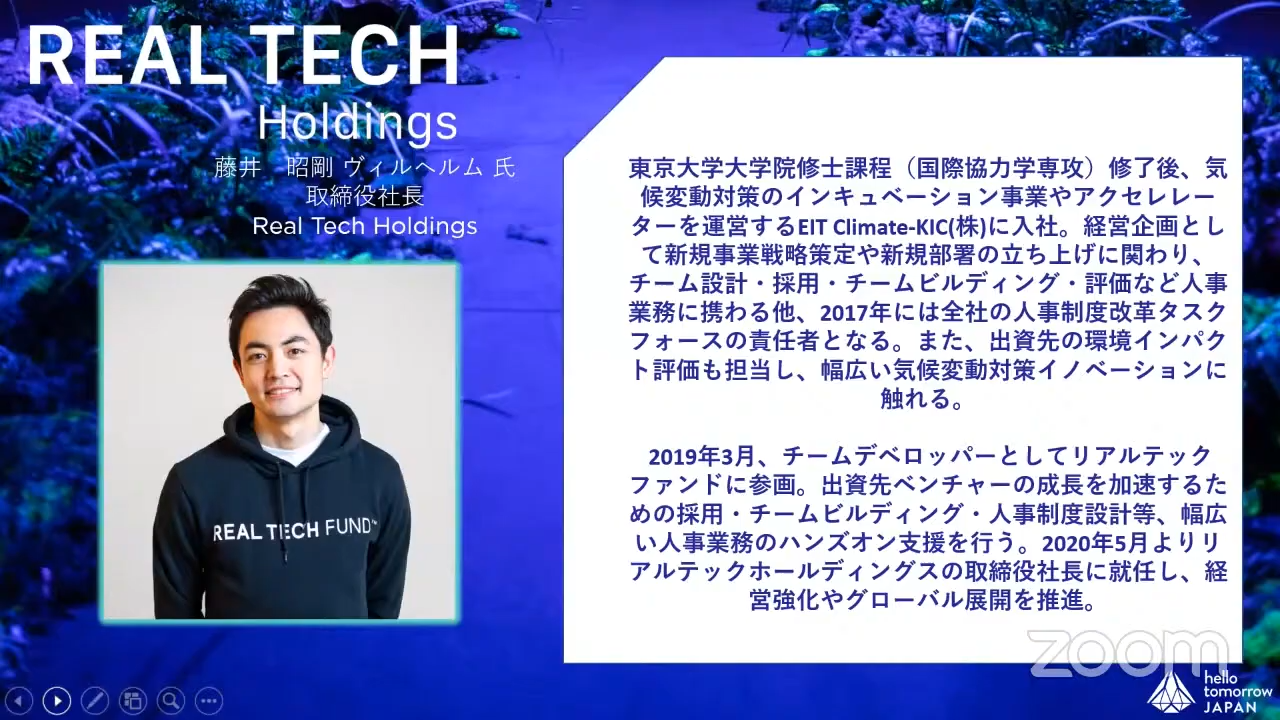 REAL TECH
Holdings
藤井　昭剛 ヴィルヘルム 氏
取締役社長
Real Tech Holdings
REAL TECH FUND™
東京大学大学院修士課程（国際協力学専攻）修了後、気
候変動対策のインキュベーション事業やアクセレレー
ターを運営するEIT Climate-KIC(株)に入社。経営企画とし
て新規事業戦略策定や新規部署の立ち上げに関わり、
チーム設計・採用・チームビルディング・評価など人事
業務に携わる他、2017年には全社の人事制度改革タスク
フォースの責任者となる。また、出資先の環境インパク
ト評価も担当し、幅広い気候変動対策イノベーションに
触れる。
2019年3月、チームデベロッパーとしてリアルテック
ファンドに参画。出資先ベンチャーの成長を加速するた
めの採用・チームビルディング・人事制度設計等、幅広
い人事業務のハンズオン支援を行う。2020年5月よりリ
アルテックホールディングスの取締役社長に就任し、経
営強化やグローバル展開を推進。
zoom
hello
tomorrow
JAPAN